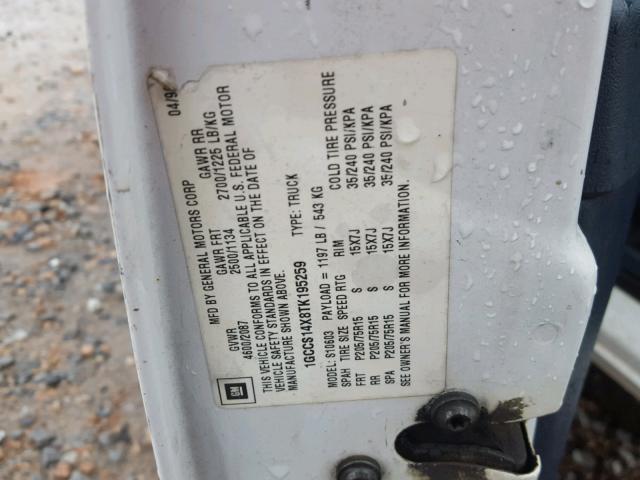 MFD BY GENERAL MOTORS CORP 04/9
GVWR GAWR FRT GAWR RR
4600/2087 2500/1134 2700/1225 LB/KG
THIS VEHICLE CONFORMS TO ALL APPLICABLE U.S. FEDERAL MOTOR
VEHICLE SAFETY STANDARDS IN EFFECT ON THE DATE OF
MANUFACTURE SHOWN ABOVE.
1GCCS14X8TK195259 TYPE: TRUCK
MODEL: S10603 PAYLOAD = 1197 LB / 543 KG
SPAH TIRE SIZE SPEED RTG RIM COLD TIRE PRESSURE
FRT P205/75R15 S 15X7J 35/240 PSI/KPA
RR P205/75R15 S 15X7J 35/240 PSI/KPA
SPA P205/75R15 S 15X7J 35/240 PSI/KPA
SEE OWNER'S MANUAL FOR MORE INFORMATION.
GM